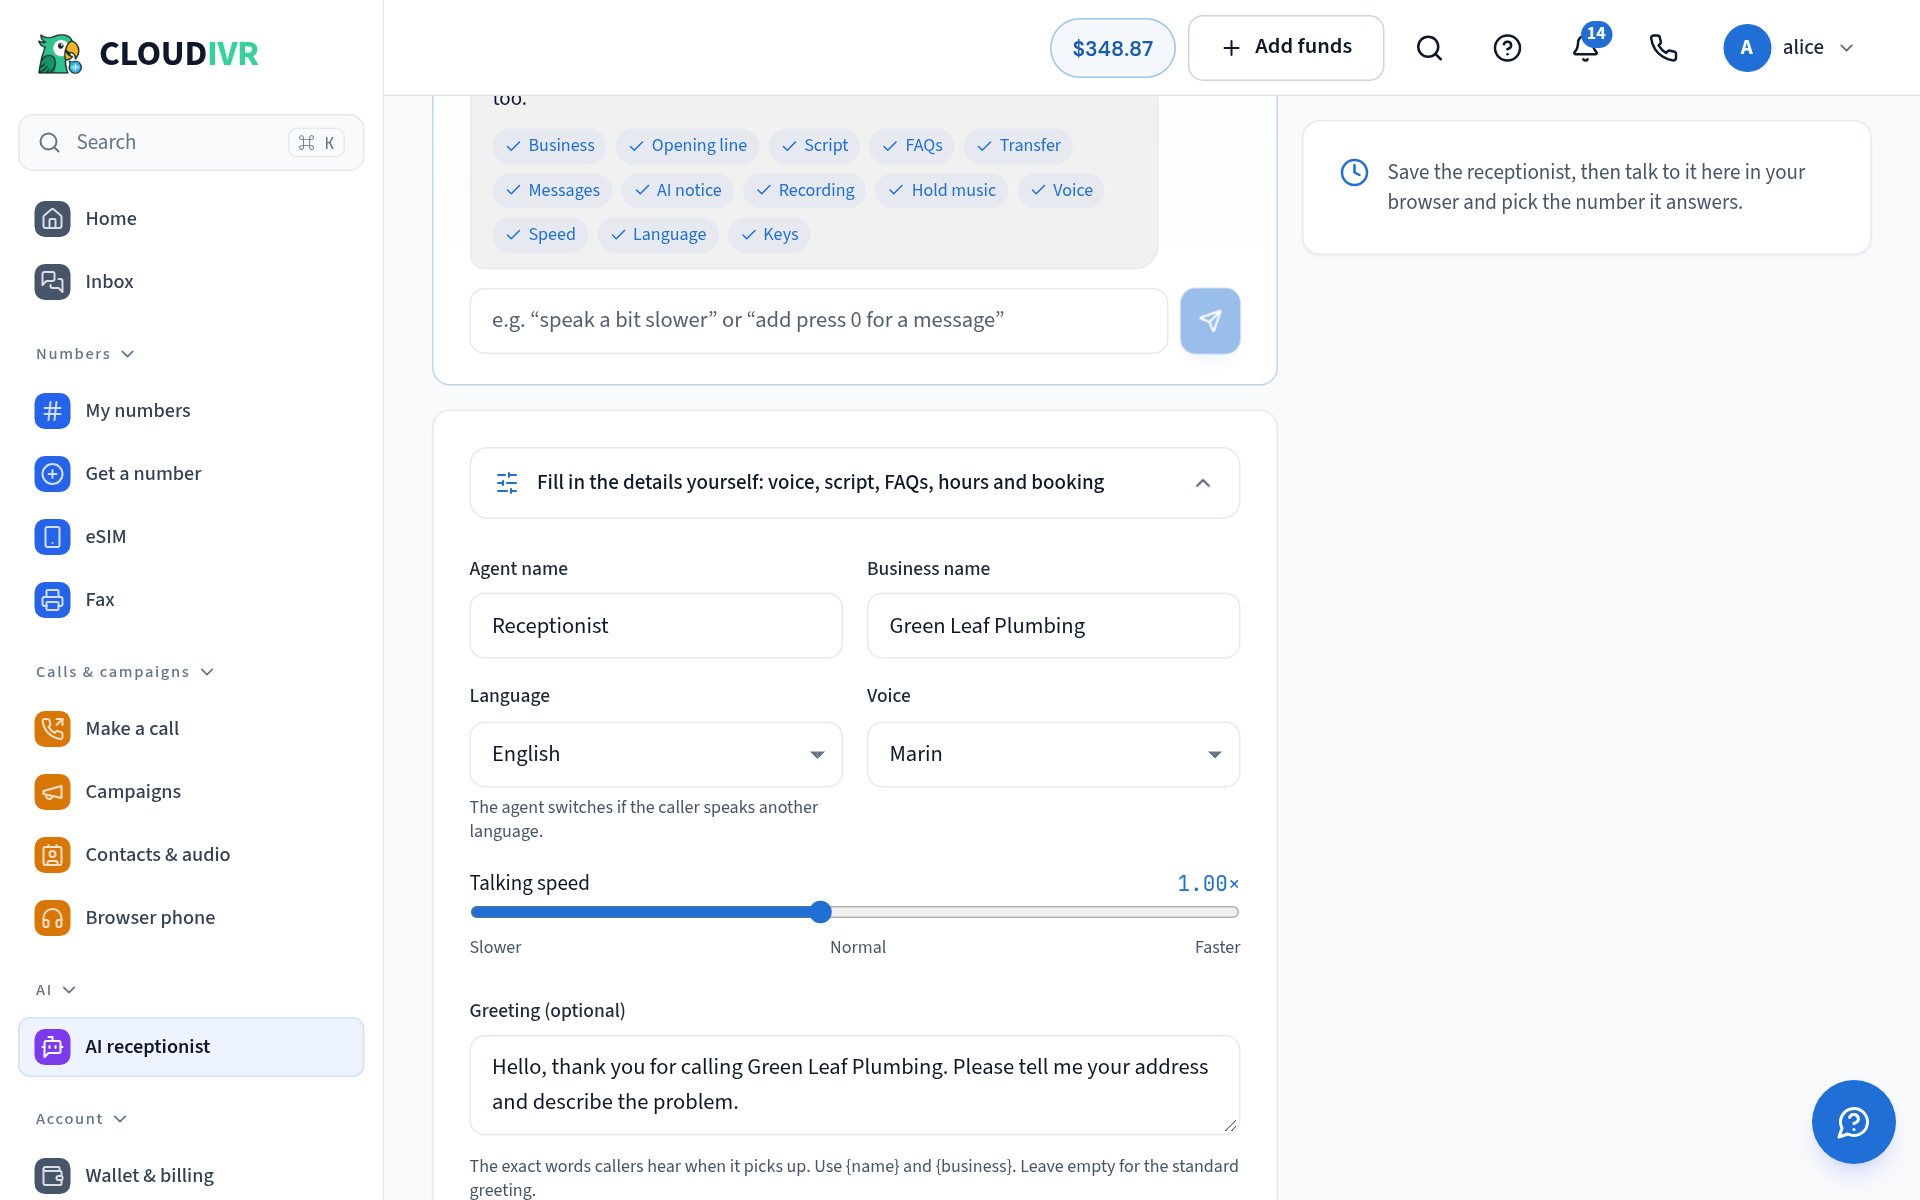 CLOUDIVR
Search
⌘ K
Home
Inbox
Numbers
My numbers
Get a number
eSIM
Fax
Calls & campaigns
Make a call
Campaigns
Contacts & audio
Browser phone
AI
AI receptionist
Account
Wallet & billing
$348.87
+ Add funds
14
A
alice
too.
Business
Opening line
Script
FAQs
Transfer
Messages
AI notice
Recording
Hold music
Voice
Speed
Language
Keys
e.g. “speak a bit slower” or “add press 0 for a message”
Fill in the details yourself: voice, script, FAQs, hours and booking
Agent name
Business name
Receptionist
Green Leaf Plumbing
Language
Voice
English
Marin
The agent switches if the caller speaks another
language.
Talking speed
1.00×
Slower
Normal
Faster
Greeting (optional)
Hello, thank you for calling Green Leaf Plumbing. Please tell me your address
and describe the problem.
The exact words callers hear when it picks up. Use {name} and {business}. Leave empty for the standard
greeting.
Save the receptionist, then talk to it here in your
browser and pick the number it answers.